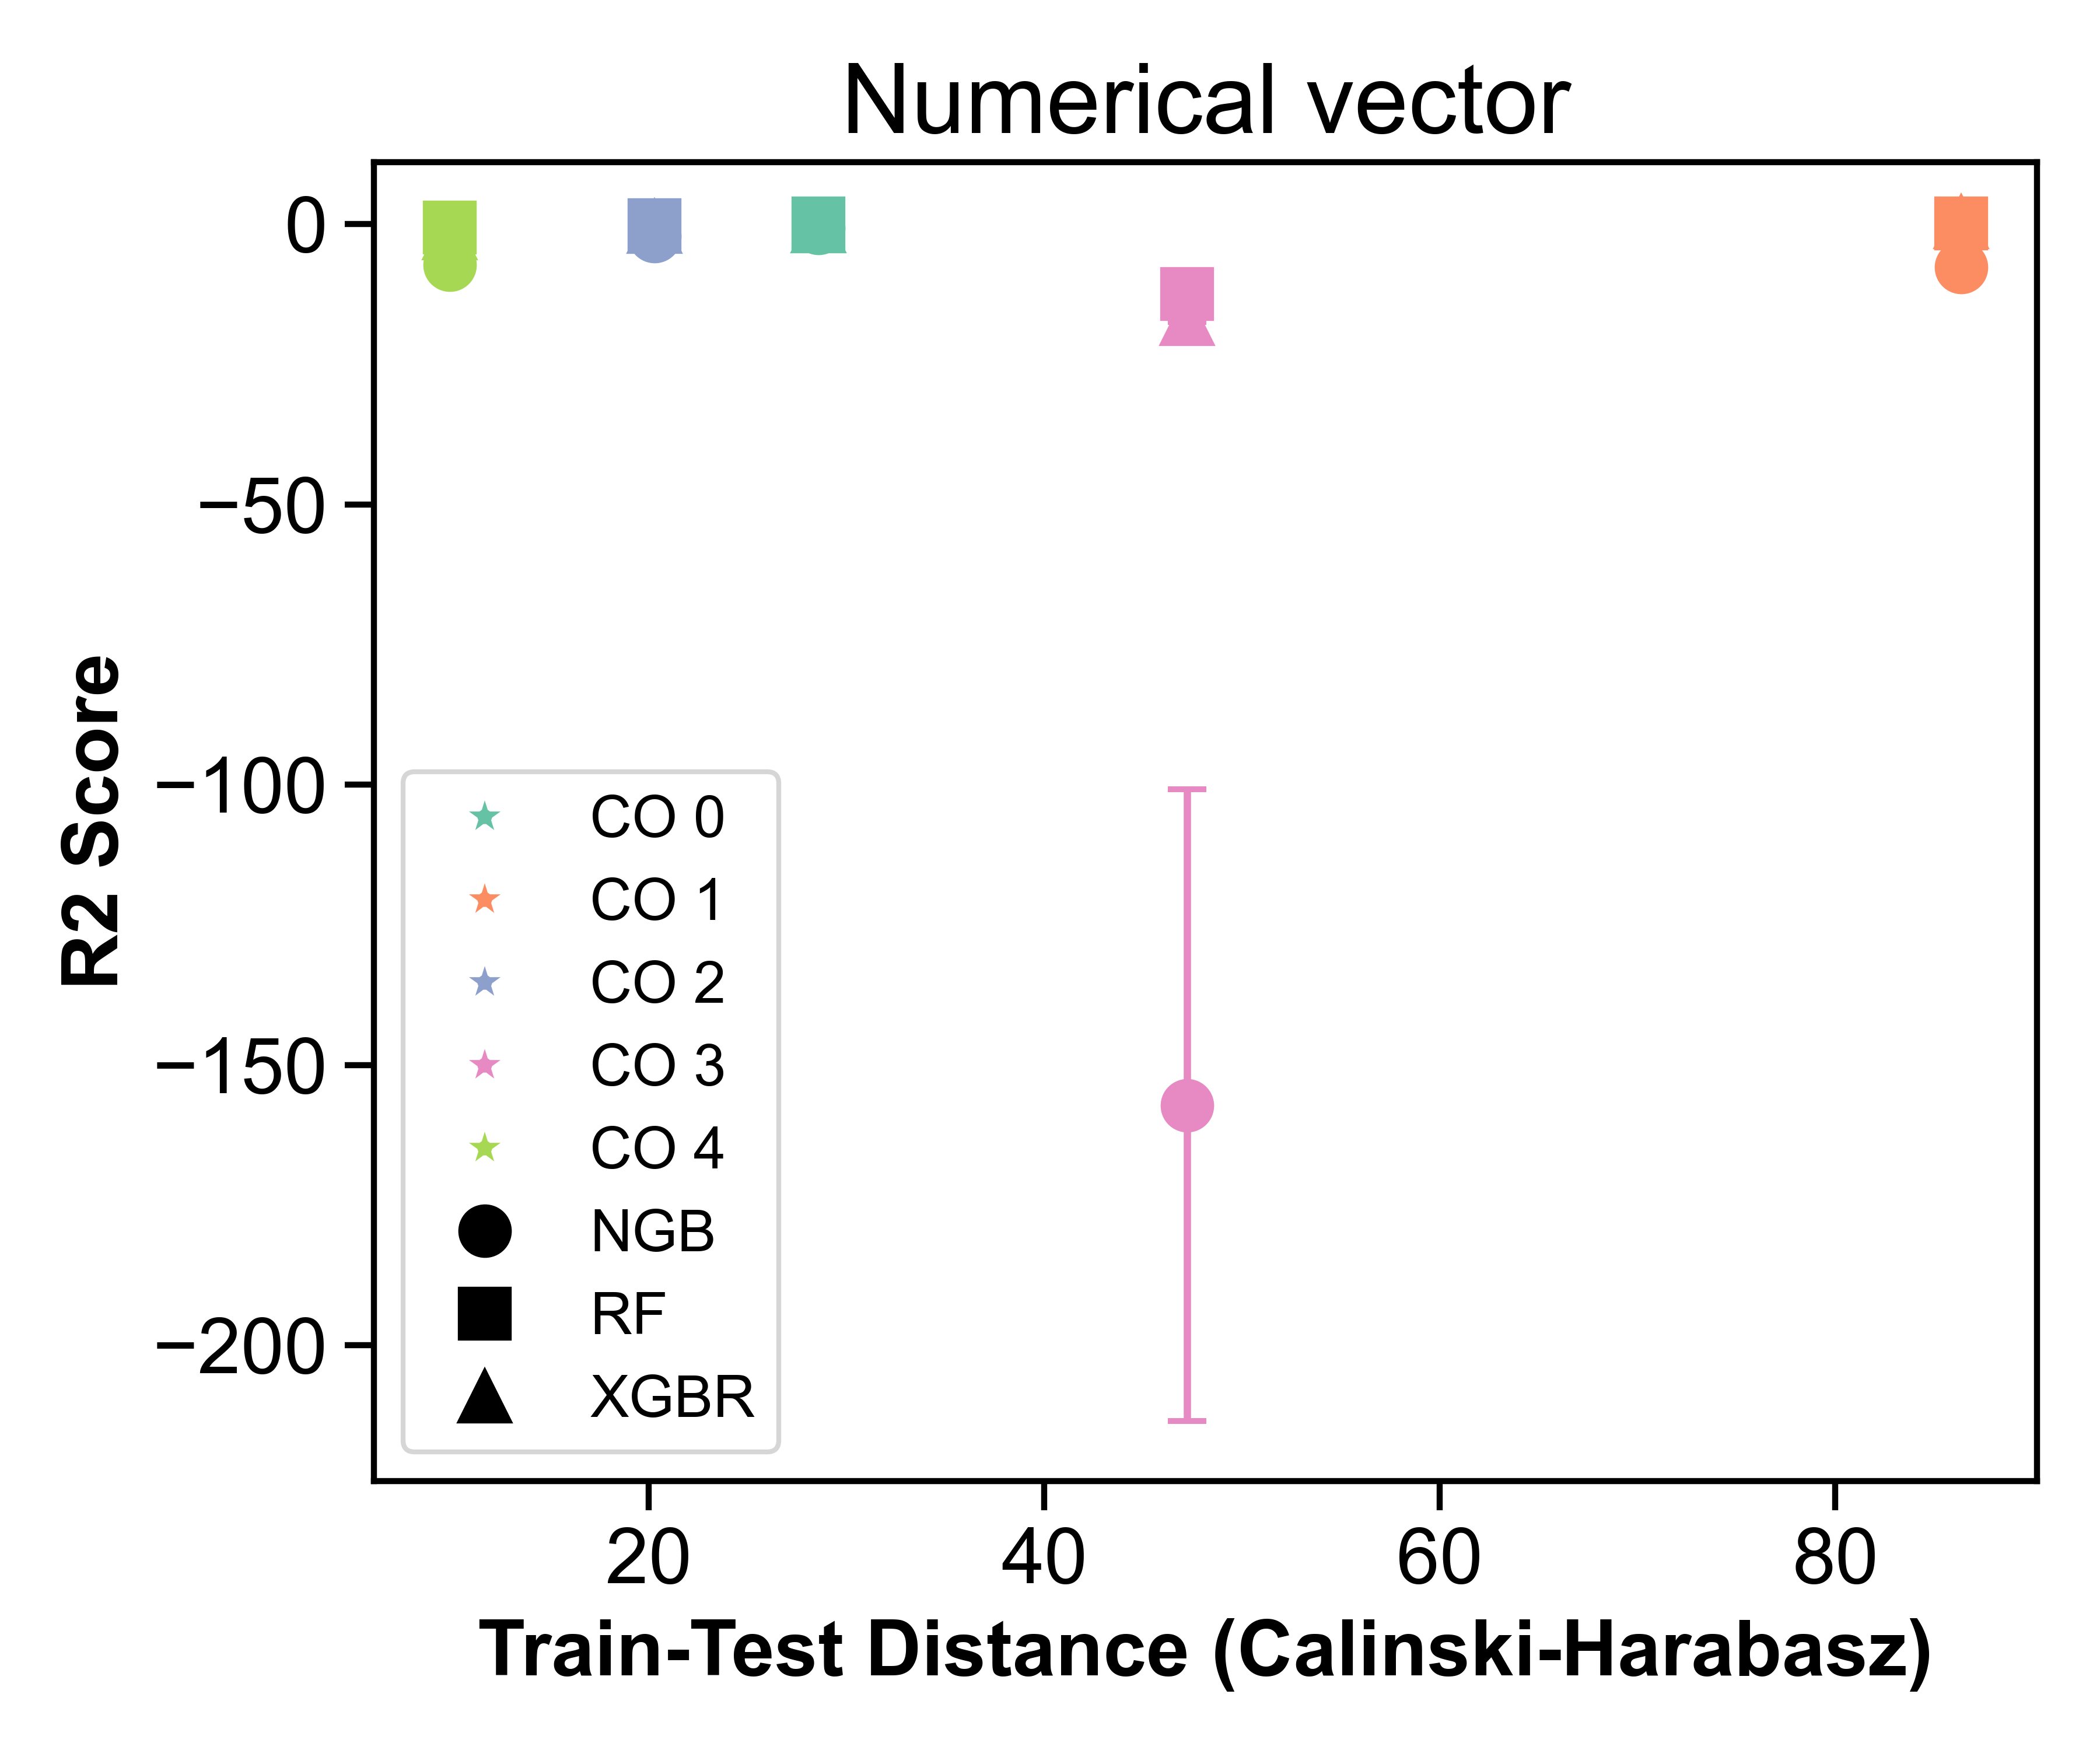 Numerical vector
R2 Score
0
−50
−100
−150
−200
CO 0
CO 1
CO 2
CO 3
CO 4
NGB
RF
XGBR
20 40 60 80
Train-Test Distance (Calinski-Harabasz)